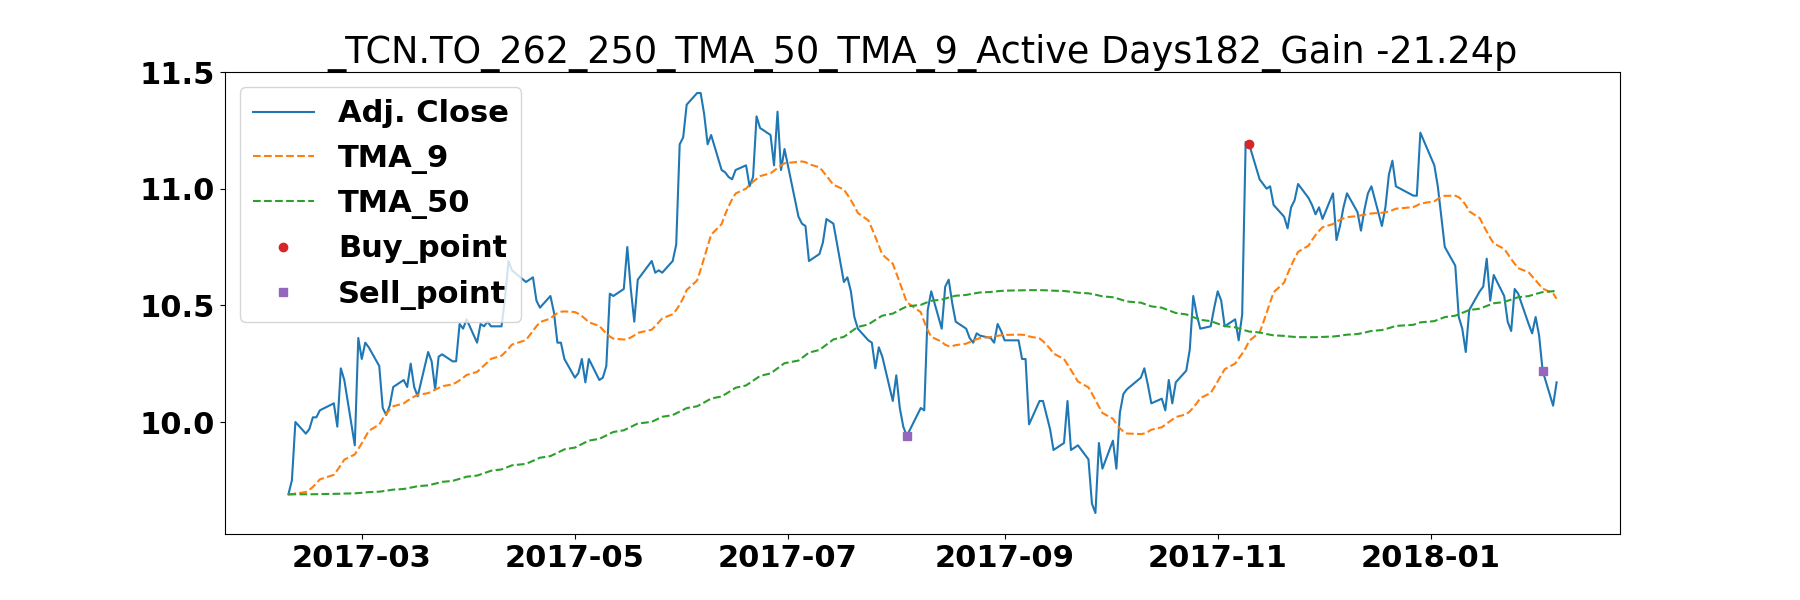 _TCN.TO_262_250_TMA_50_TMA_9_Active Days182_Gain -21.24p
11.5
11.0
10.5
10.0
Adj. Close
TMA_9
TMA_50
Buy_point
Sell_point
2017-03 2017-05 2017-07 2017-09 2017-11 2018-01